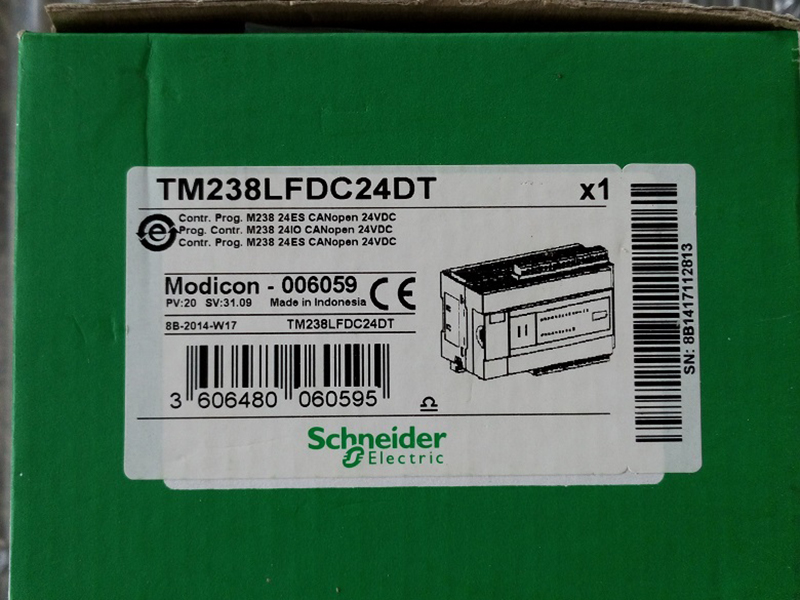 TM238LFDC24DT x1
Contr. Prog. M238 24ES CANopen 24VDC
Prog. Contr. M238 24IO CANopen 24VDC
Contr. Prog. M238 24ES CANopen 24VDC
Modicon - 006059
PV:20 SV:31.09 Made in Indonesia CE
8B-2014-W17 TM238LFDC24DT
3 606480 060595
Schneider
Electric
SN: 8B1417112813